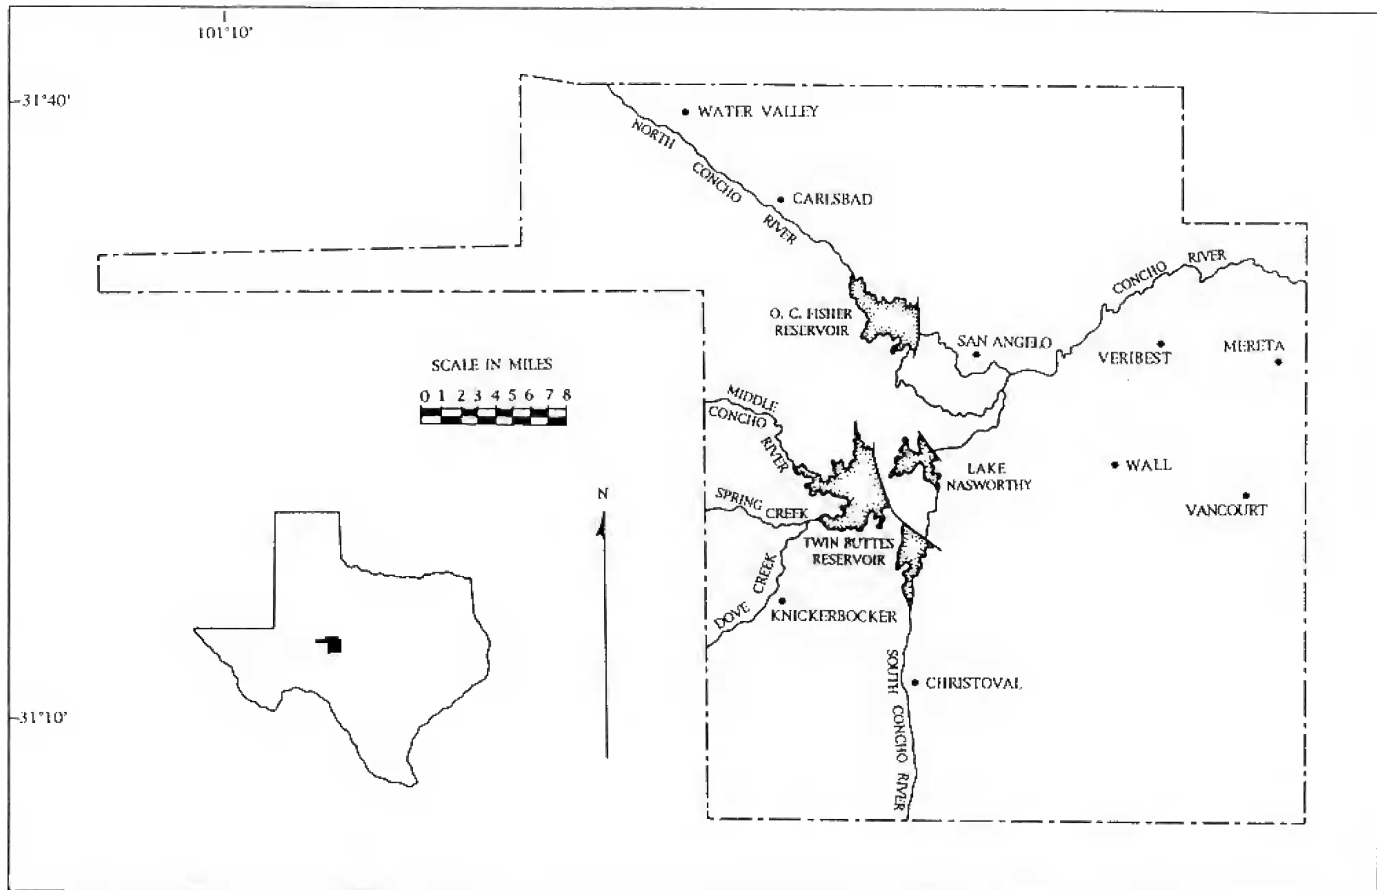 101°10'
31°40'
WATER VALLEY
NORTH CONCHO RIVER
CARLSBAD
CONCHO RIVER
O. C. FISHER
RESERVOIR
SAN ANGELO
VERIBEST
MERETA
SCALE IN MILES
0 1 2 3 4 5 6 7 8
MIDDLE
CONCHO
RIVER
LAKE
NASWORTHY
WALL
VANCOURT
N
SPRING CREEK
TWIN BUTTES
RESERVOIR
DOVE CREEK
KNICKERBOCKER
SOUTH CONCHO RIVER
CHRISTOVAL
31°10'